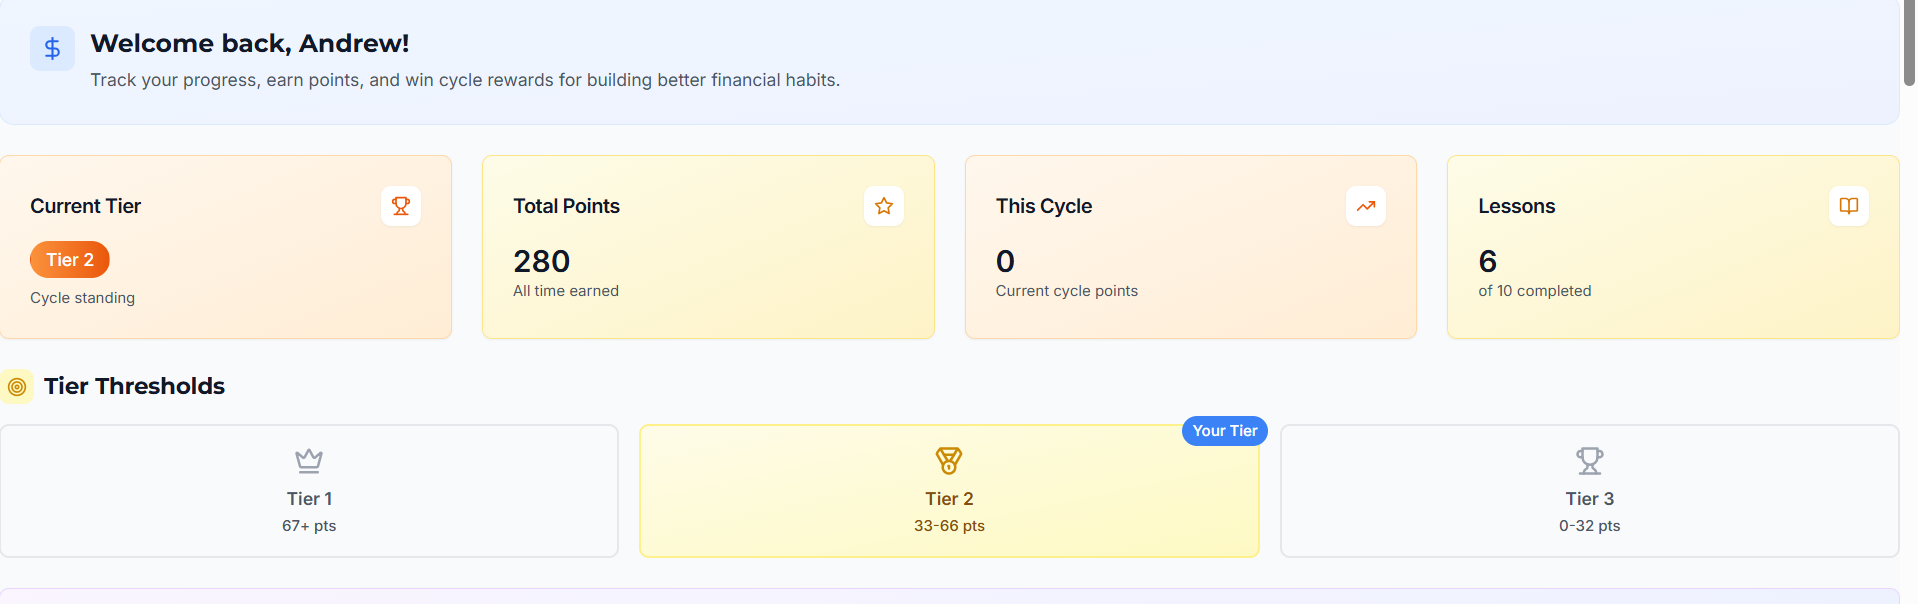 Welcome back, Andrew!
Track your progress, earn points, and win cycle rewards for building better financial habits.
Current Tier
Tier 2
Cycle standing
Total Points
280
All time earned
This Cycle
0
Current cycle points
Lessons
6
of 10 completed
Tier Thresholds
Tier 1
67+ pts
Your Tier
Tier 2
33-66 pts
Tier 3
0-32 pts